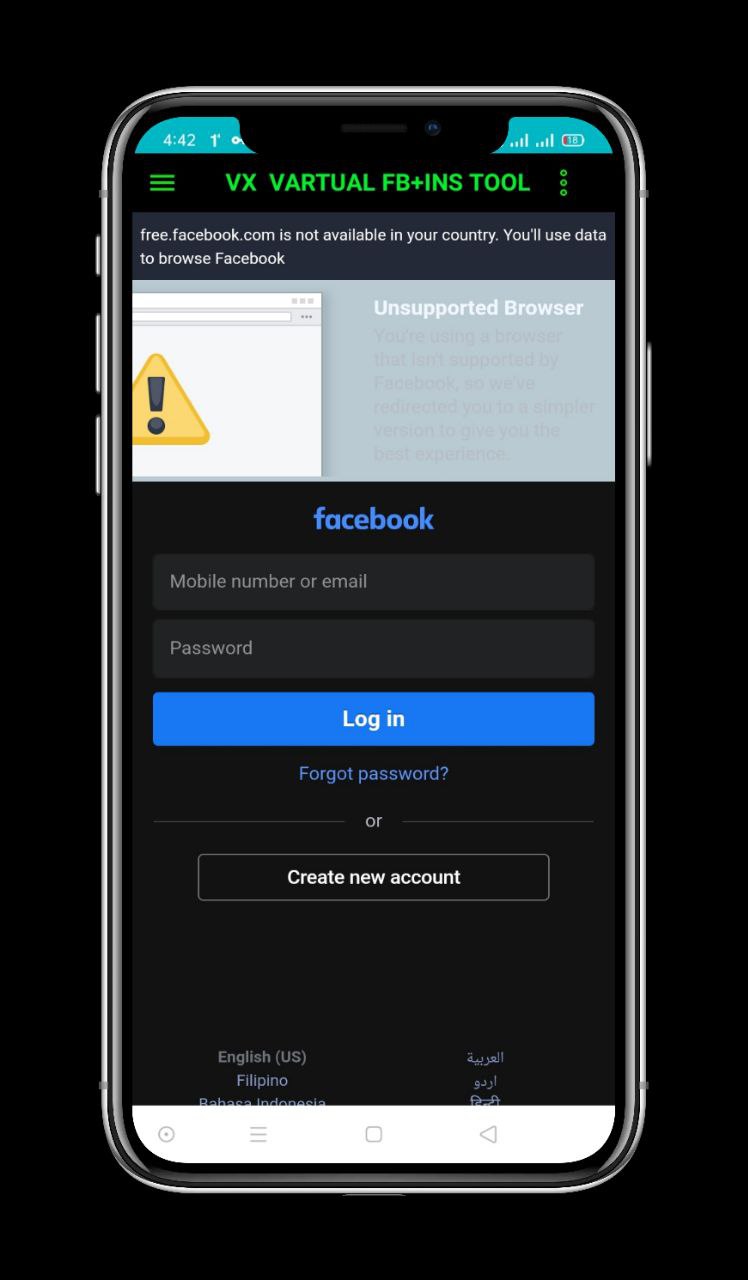 4:42
18
VX VARTUAL FB+INS TOOL
free.facebook.com is not available in your country. You'll use data
to browse Facebook
Unsupported Browser
You're using a browser
that isn't supported by
Facebook, so we've
redirected you to a simpler
version to give you the
best experience.
facebook
Mobile number or email
Password
Log in
Forgot password?
or
Create new account
English (US)
العربية
Filipino
اردو
Bahasa Indonesia
हिन्दी